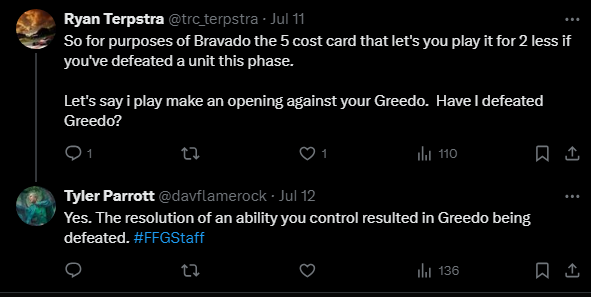 Ryan Terpstra @trc_terpstra · Jul 11
So for purposes of Bravado the 5 cost card that let's you play it for 2 less if
you've defeated a unit this phase.
Let's say i play make an opening against your Greedo.  Have I defeated
Greedo?
1 1 110
Tyler Parrott @davflamerock · Jul 12
Yes. The resolution of an ability you control resulted in Greedo being
defeated. #FFGStaff
136